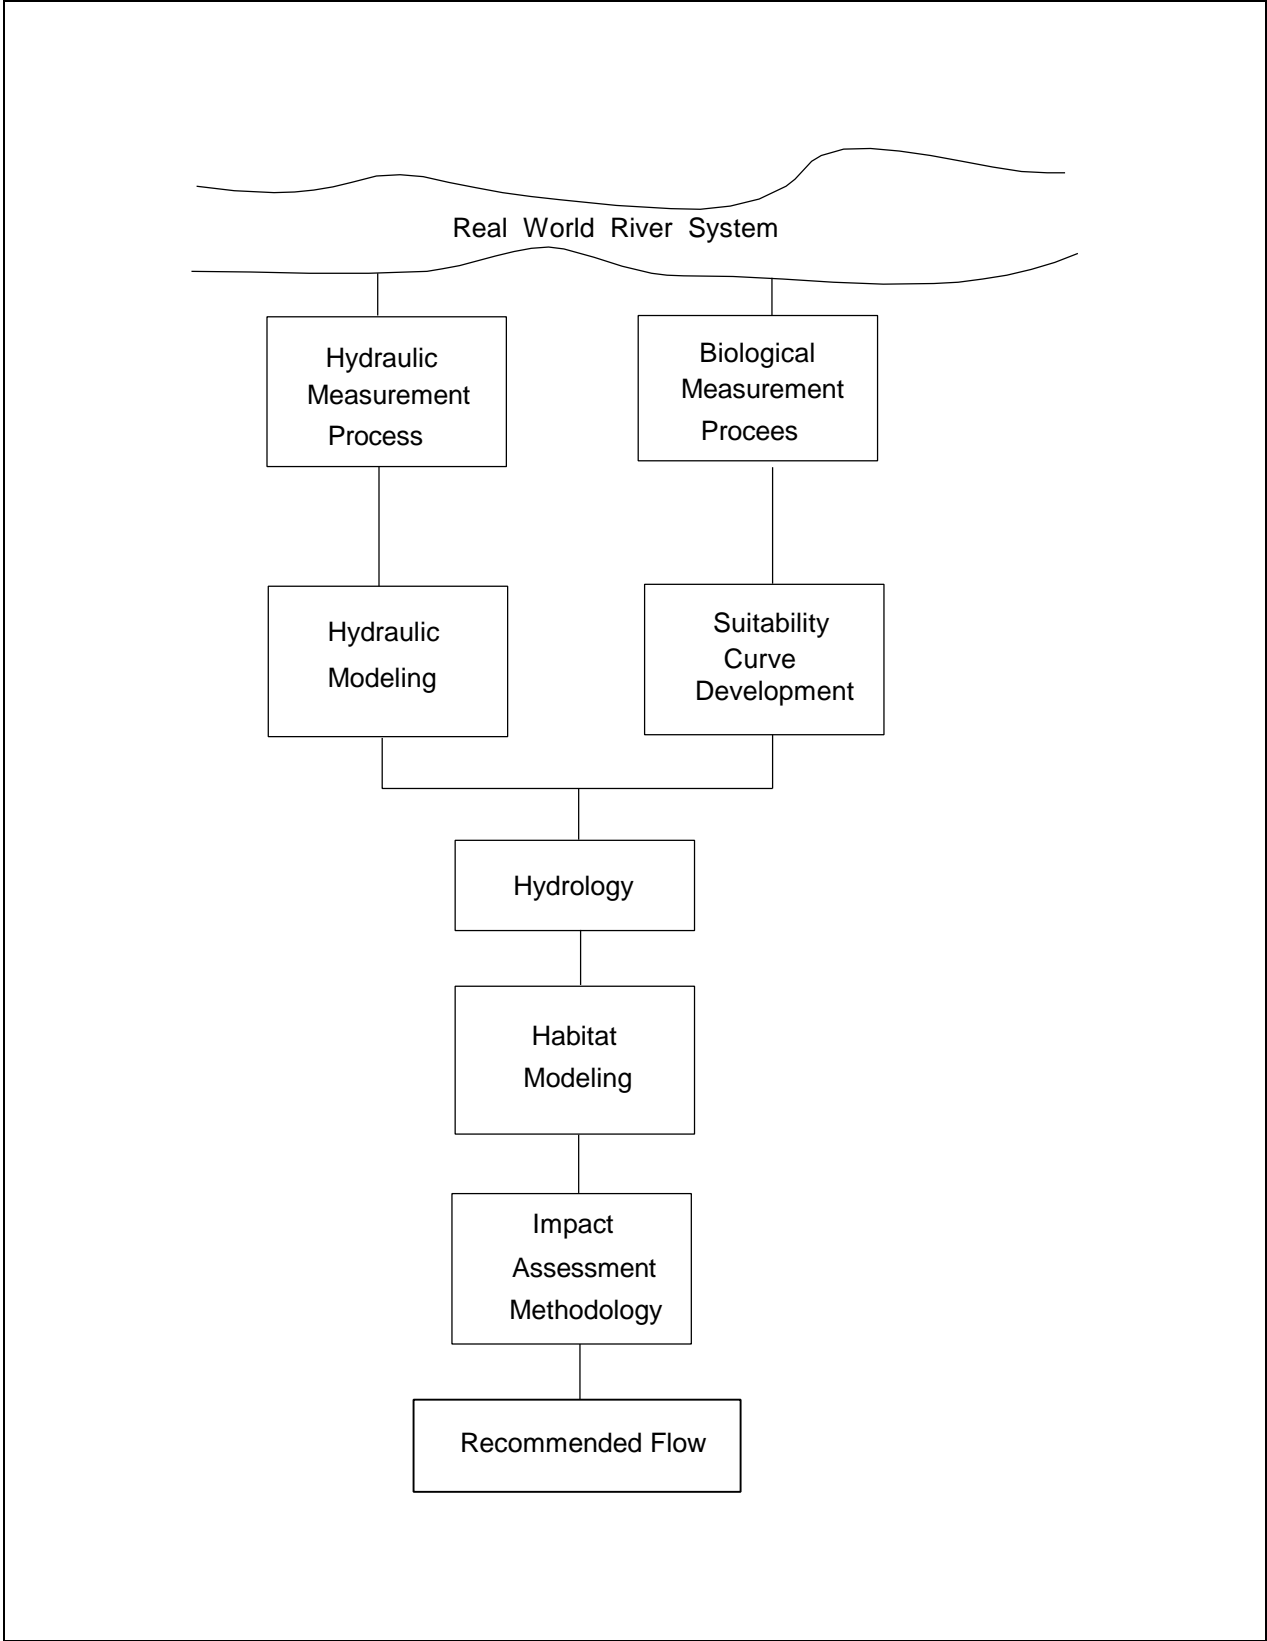 Real World River System
Hydraulic
Measurement
Process
Biological
Measurement
Procees
Hydraulic
Modeling
Suitability
Curve
Development
Hydrology
Habitat
Modeling
Impact
Assessment
Methodology
Recommended Flow